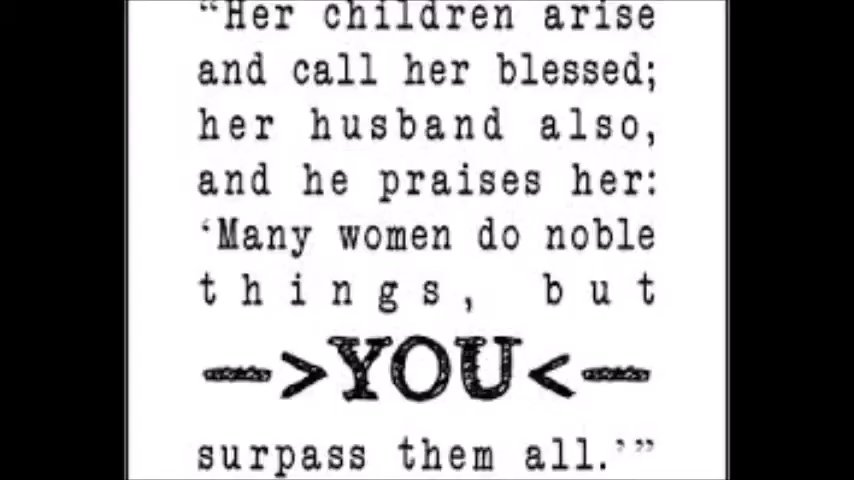 “Her children arise
and call her blessed;
her husband also,
and he praises her:
‘Many women do noble
things, but
->YOU<-
surpass them all.’”